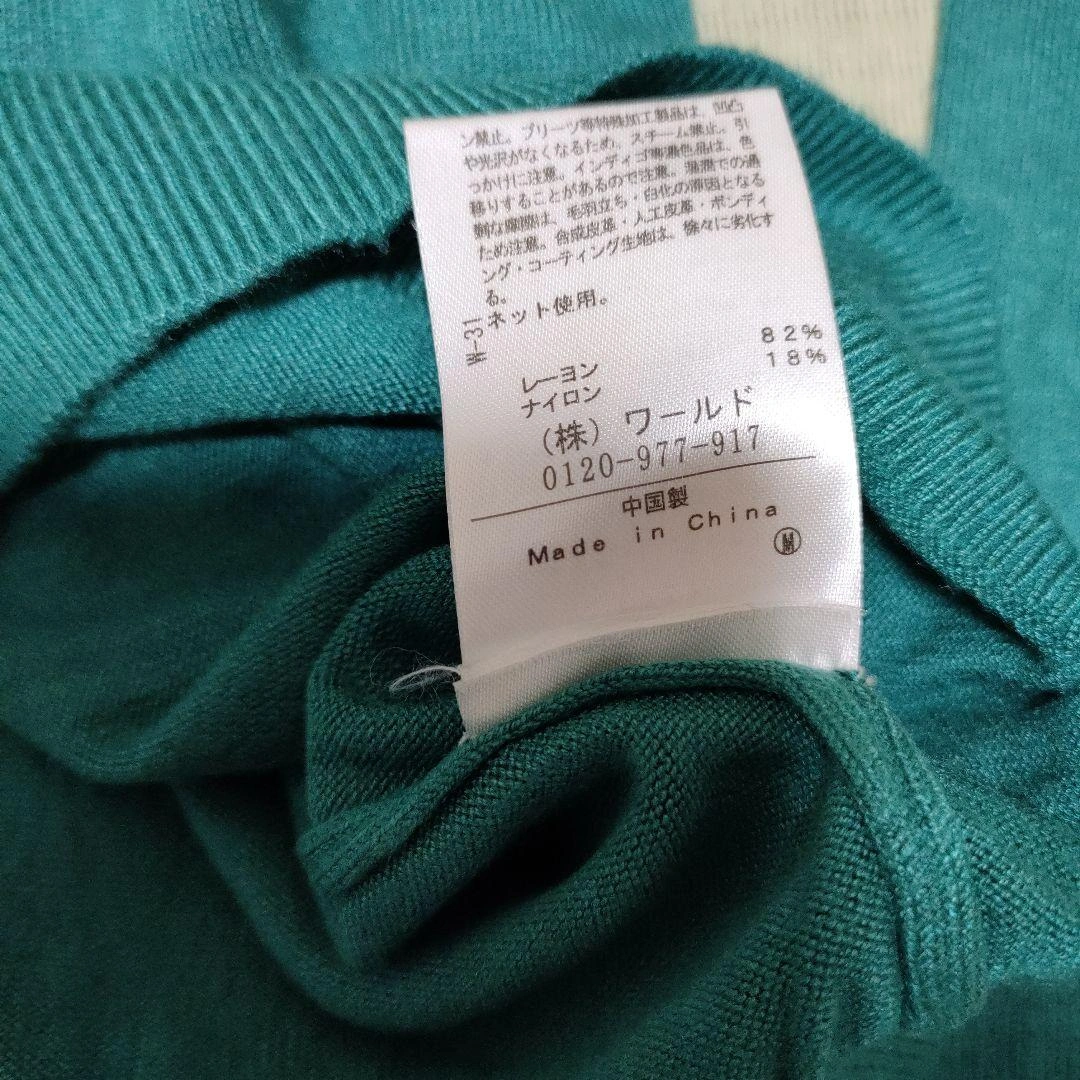 ン禁止。プリーツ等特殊加工製品は、凹凸
や光沢がなくなるため、スチーム禁止。引
っかけに注意。インディゴ等濃色品は、色
移りすることがあるので注意。湿潤での過
剰な摩擦は、毛羽立ち・白化の原因となる
ため注意。合成皮革・人工皮革・ボンディ
ング・コーティング生地は、徐々に劣化す
る。
ネット使用。
W-31
レーヨン 82%
ナイロン 18%
(株) ワールド
0120-977-917
中国製
Made in China
Ⓜ